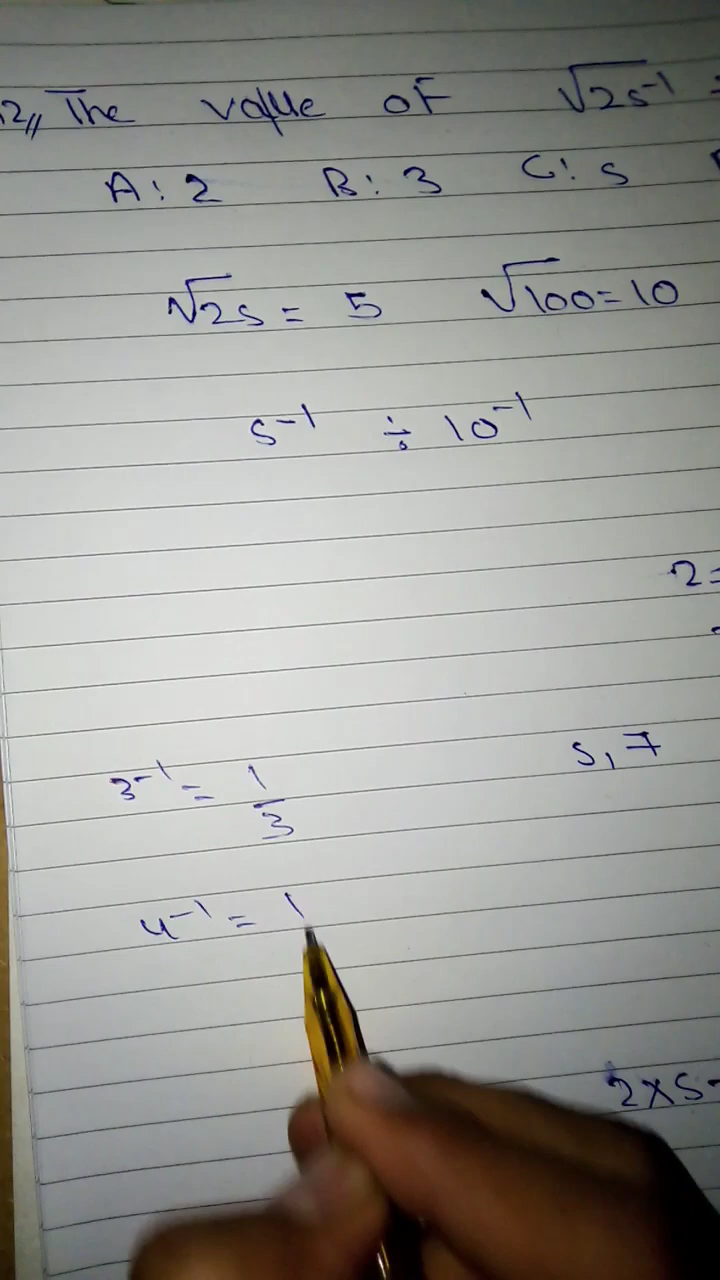 12,, The value of √25⁻¹ ÷
A: 2 B: 3 C: 5
√25 = 5 √100 = 10
5⁻¹ ÷ 10⁻¹
2 =
5, 7
3⁻¹ = 1/3
4⁻¹ = 1
2 × 5